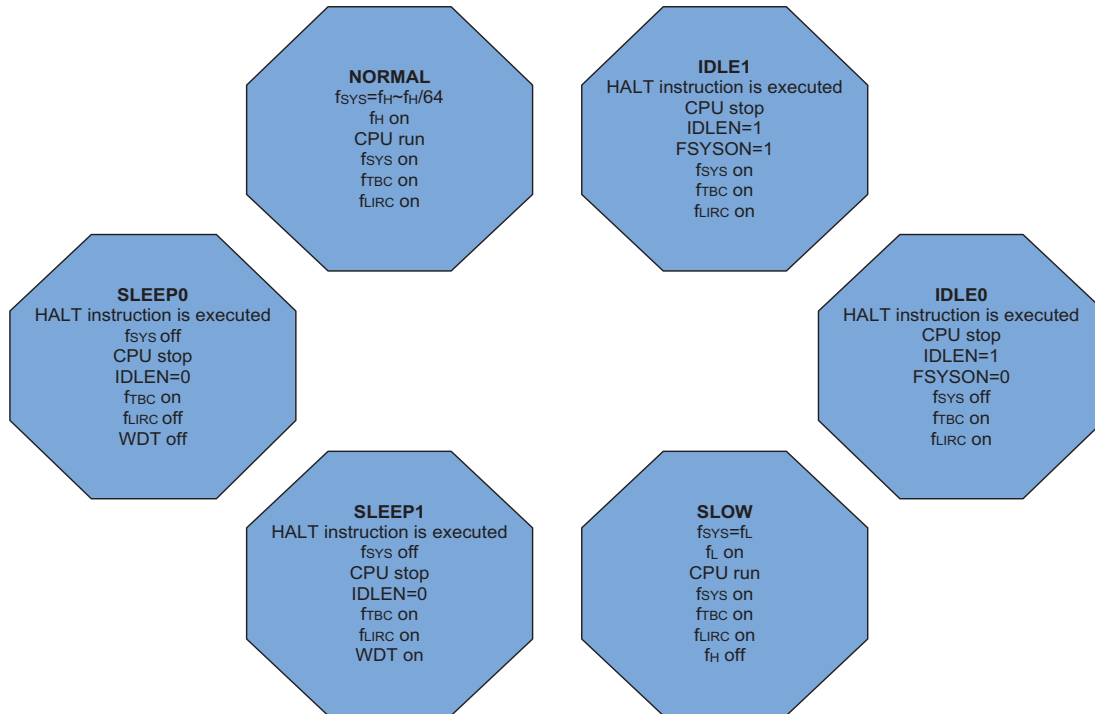 NORMAL
fSYS=fH~fH/64
fH on
CPU run
fSYS on
fTBC on
fLIRC on
IDLE1
HALT instruction is executed
CPU stop
IDLEN=1
FSYSON=1
fSYS on
fTBC on
fLIRC on
SLEEP0
HALT instruction is executed
fSYS off
CPU stop
IDLEN=0
fTBC on
fLIRC off
WDT off
IDLE0
HALT instruction is executed
CPU stop
IDLEN=1
FSYSON=0
fSYS off
fTBC on
fLIRC on
SLEEP1
HALT instruction is executed
fSYS off
CPU stop
IDLEN=0
fTBC on
fLIRC on
WDT on
SLOW
fSYS=fL
fL on
CPU run
fSYS on
fTBC on
fLIRC on
fH off